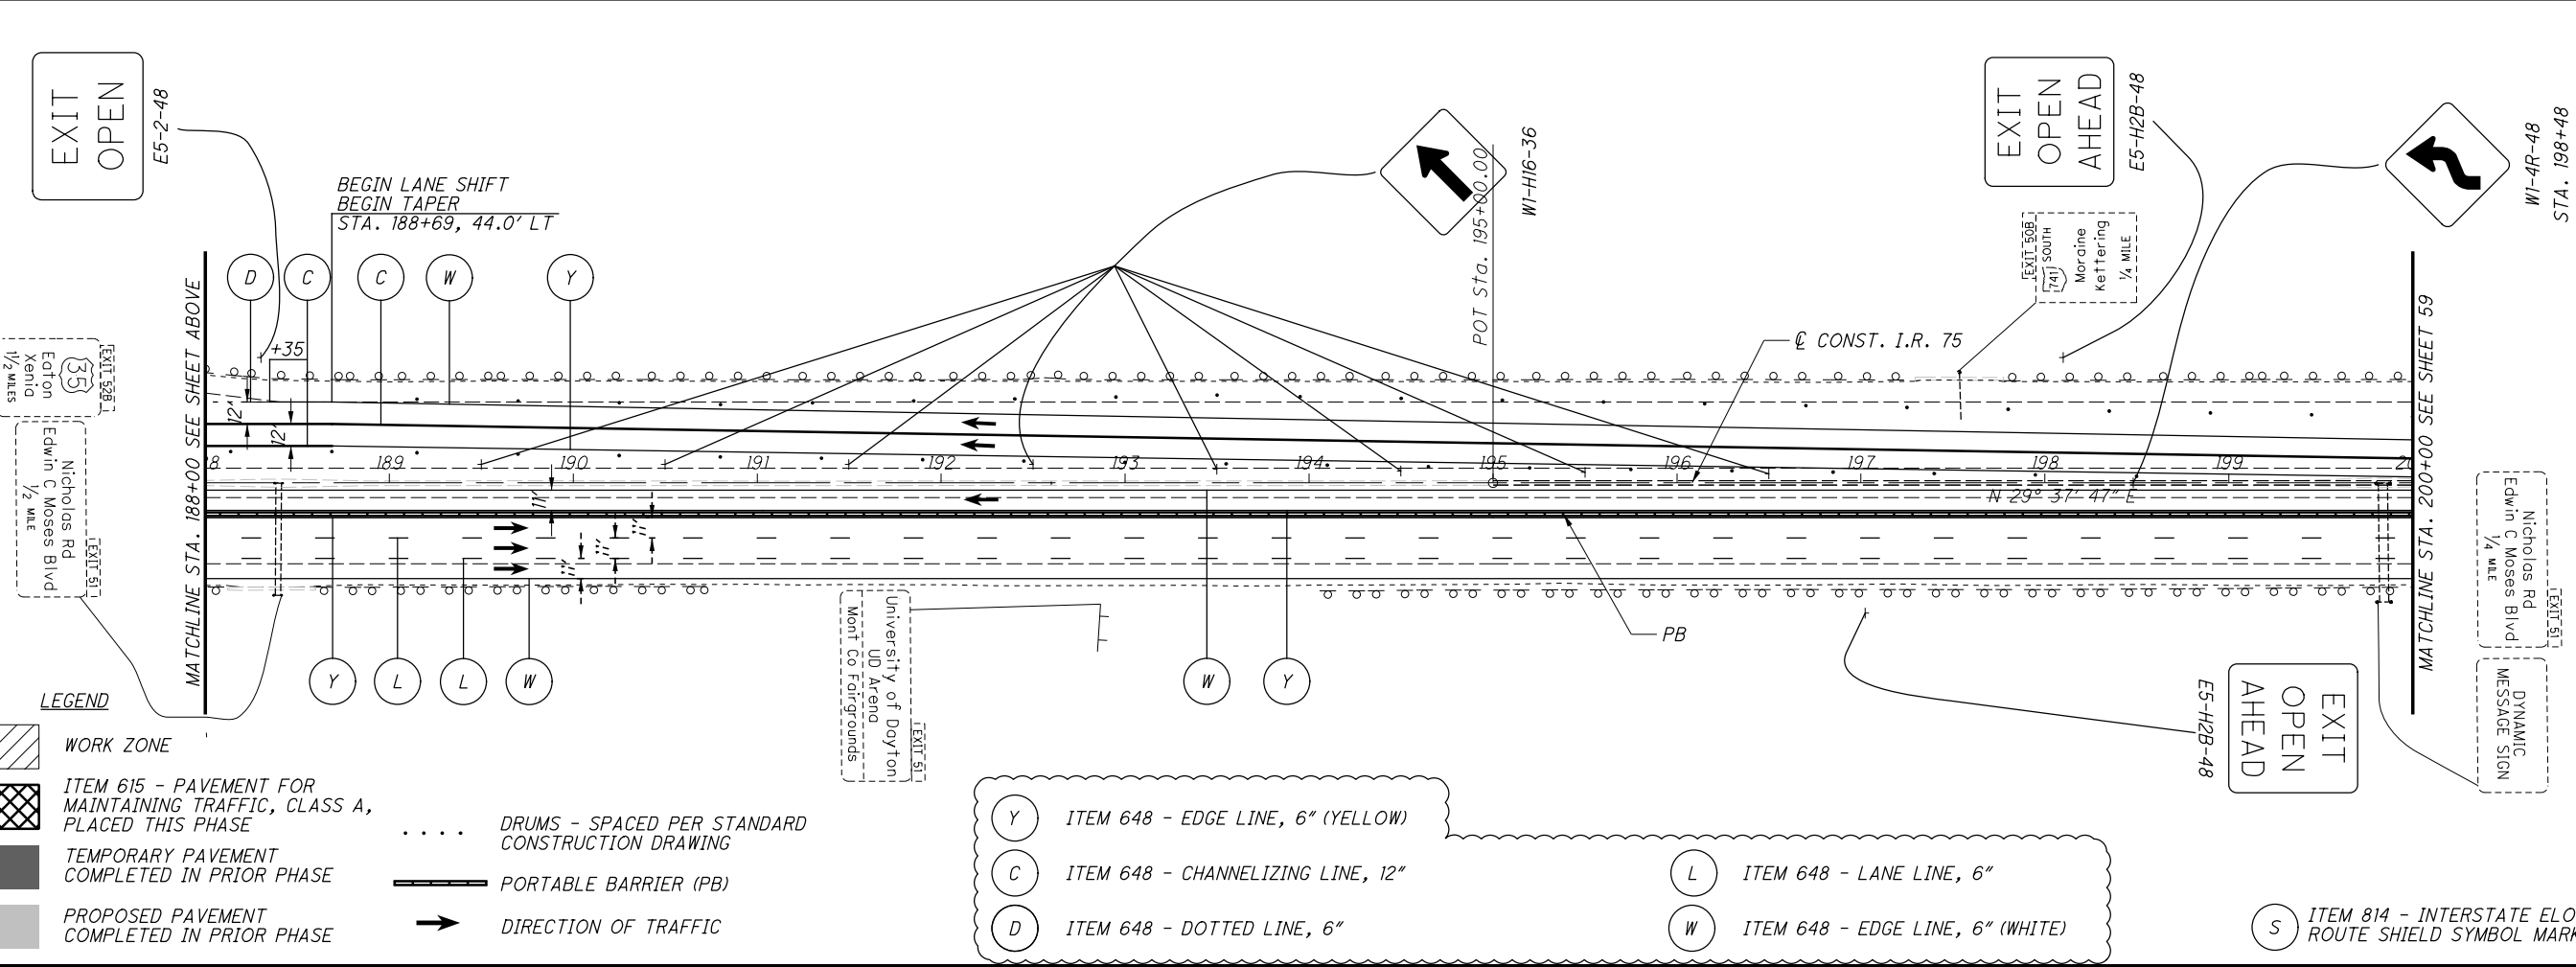 EXIT
OPEN
E5-2-48
BEGIN LANE SHIFT
BEGIN TAPER
STA. 188+69, 44.0' LT
D
C
C
W
Y
W1-H16-36
POT Sta. 195+00.00
EXIT
OPEN
AHEAD
E5-H2B-48
W1-4R-48
STA. 198+48
EXIT 50B
741 SOUTH
Moraine
Kettering
1/4 MILE
₵ CONST. I.R. 75
MATCHLINE STA. 188+00 SEE SHEET ABOVE
MATCHLINE STA. 200+00 SEE SHEET 59
EXIT 52B
35
Eaton
Xenia
1 1/2 MILES
EXIT 51
Nicholas Rd
Edwin C Moses Blvd
1/2 MILE
+35
12'
12'
8
189
190
191
192
193
194
195
196
197
198
199
20
N 29° 37' 47" E
11'
11'
11'
11'
EXIT 51
Nicholas Rd
Edwin C Moses Blvd
1/4 MILE
DYNAMIC
MESSAGE SIGN
Y
L
L
W
EXIT 51
University of Dayton
UD Arena
Mont Co Fairgrounds
W
Y
PB
EXIT
OPEN
AHEAD
E5-H2B-48
LEGEND
WORK ZONE
ITEM 615 - PAVEMENT FOR
MAINTAINING TRAFFIC, CLASS A,
PLACED THIS PHASE
TEMPORARY PAVEMENT
COMPLETED IN PRIOR PHASE
PROPOSED PAVEMENT
COMPLETED IN PRIOR PHASE
DRUMS - SPACED PER STANDARD
CONSTRUCTION DRAWING
PORTABLE BARRIER (PB)
DIRECTION OF TRAFFIC
Y ITEM 648 - EDGE LINE, 6" (YELLOW)
C ITEM 648 - CHANNELIZING LINE, 12"
D ITEM 648 - DOTTED LINE, 6"
L ITEM 648 - LANE LINE, 6"
W ITEM 648 - EDGE LINE, 6" (WHITE)
S ITEM 814 - INTERSTATE ELO
ROUTE SHIELD SYMBOL MARK